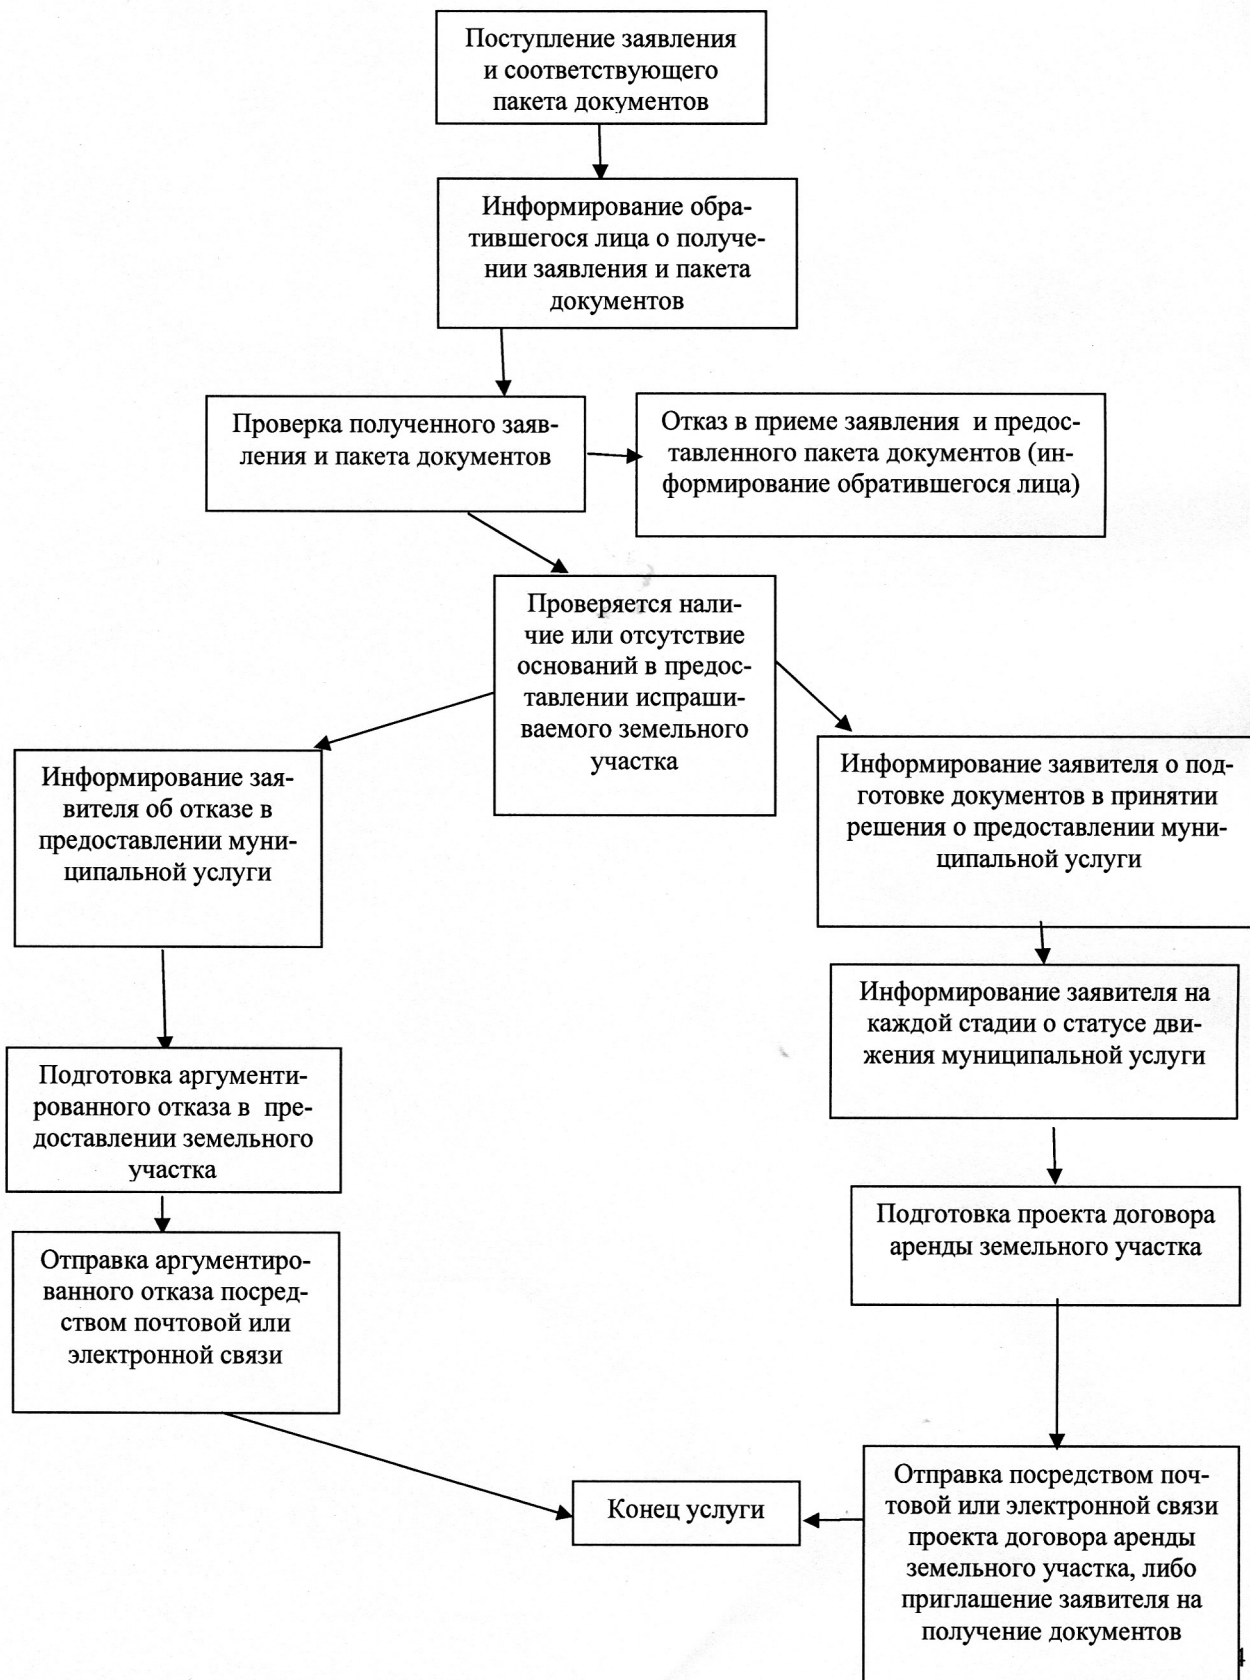 Поступление заявления
и соответствующего
пакета документов
Информирование обра-
тившегося лица о получе-
нии заявления и пакета
документов
Проверка полученного заяв-
ления и пакета документов
Отказ в приеме заявления  и предос-
тавленного пакета документов (ин-
формирование обратившегося лица)
Проверяется нали-
чие или отсутствие
оснований в предос-
тавлении испраши-
ваемого земельного
участка
Информирование зая-
вителя об отказе в
предоставлении муни-
ципальной услуги
Информирование заявителя о под-
готовке документов в принятии
решения о предоставлении муни-
ципальной услуги
Информирование заявителя на
каждой стадии о статусе дви-
жения муниципальной услуги
Подготовка аргументи-
рованного отказа в  пре-
доставлении земельного
участка
Подготовка проекта договора
аренды земельного участка
Отправка аргументиро-
ванного отказа посред-
ством почтовой или
электронной связи
Конец услуги
Отправка посредством поч-
товой или электронной связи
проекта договора аренды
земельного участка, либо
приглашение заявителя на
получение документов